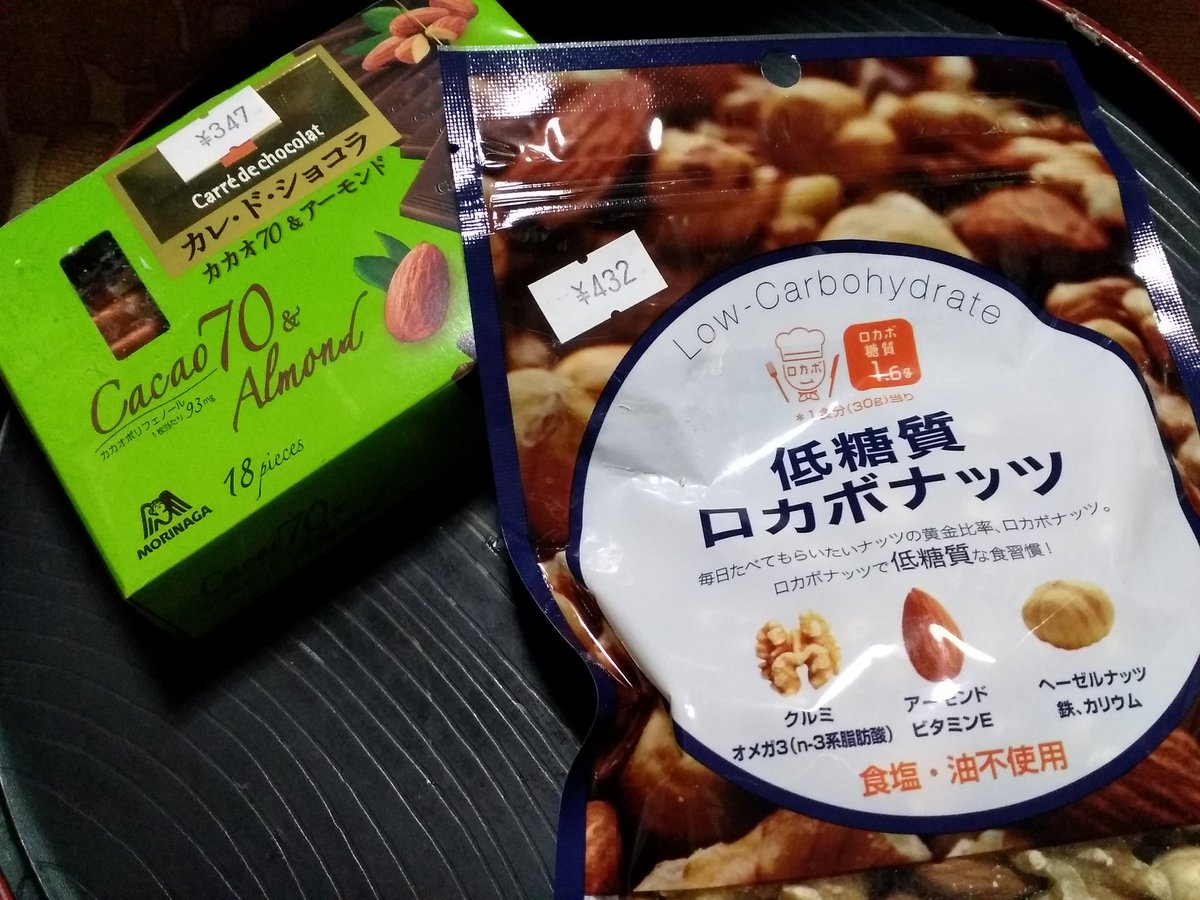 ¥347
Carré de chocolat
カレ・ド・ショコラ
カカオ70&アーモンド
Cacao70&
Almond
カカオポリフェノール
1枚当たり93mg
18pieces
MORINAGA
¥432
Low-Carbohydrate
ロカボ
ロカボ
糖質
1.6g
*1食分(30g)当り
低糖質
ロカボナッツ
毎日たべてもらいたいナッツの黄金比率、ロカボナッツ。
ロカボナッツで低糖質な食習慣!
クルミ
オメガ3(n-3系脂肪酸)
アーモンド
ビタミンE
ヘーゼルナッツ
鉄、カリウム
食塩・油不使用